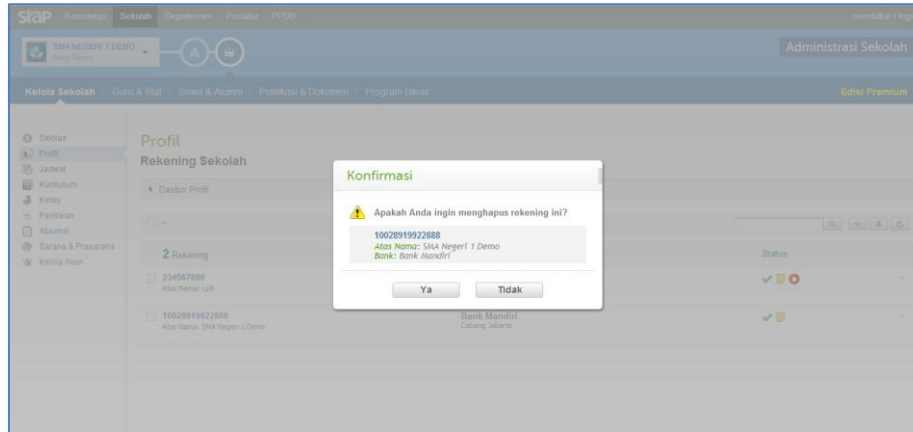 siap Komunitas Sekolah Departemen Pustaka PPDB mendaftar / login
SMA NEGERI 1 DEMO
Administrasi Sekolah
Kelola Sekolah Guru & Staf Siswa & Alumni Publikasi & Dokumen Program Dinas Edisi Premium
Sekilas
Profil
Jadwal
Kurikulum
Kelas
Penilaian
Absensi
Sarana & Prasarana
Kelola Akun
Profil
Rekening Sekolah
Dasbor Profil
2 Rekening Status
234567890
Atas Nama: rudi
10028919922888 Bank Mandiri
Atas Nama: SMA Negeri 1 Demo Cabang: Jakarta
Konfirmasi
Apakah Anda ingin menghapus rekening ini?
10028919922888
Atas Nama: SMA Negeri 1 Demo
Bank: Bank Mandiri
Ya Tidak